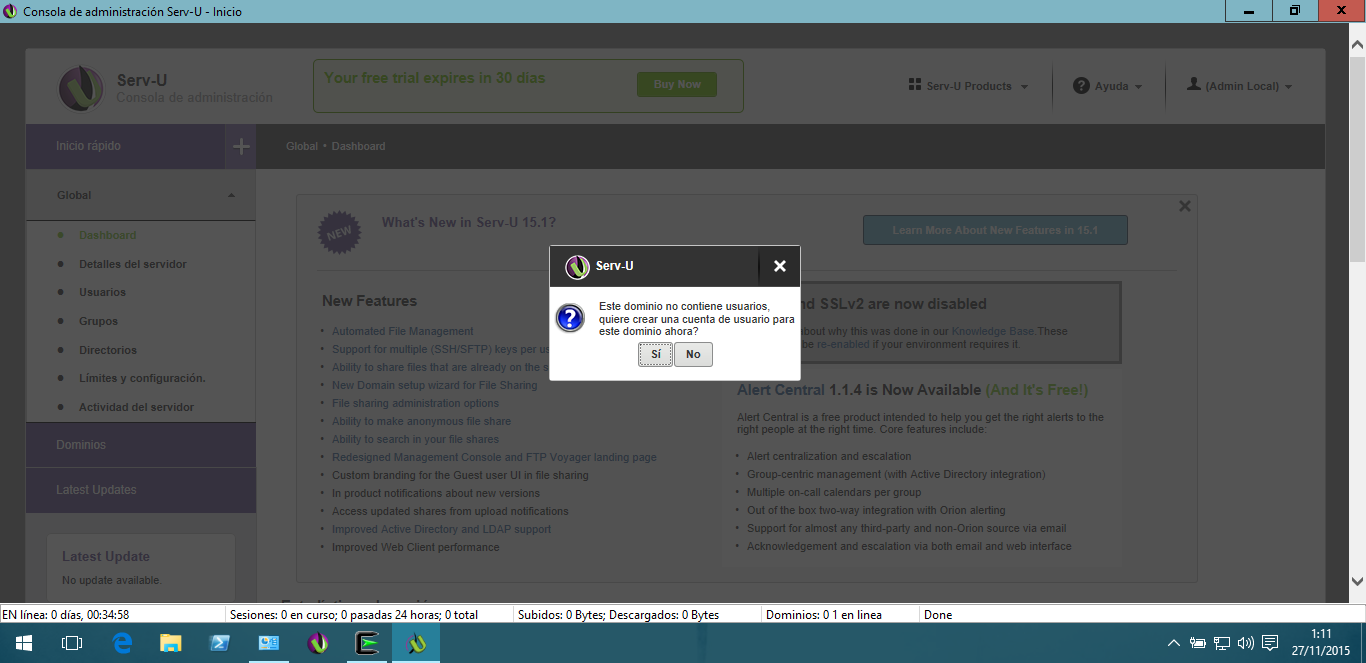 Consola de administración Serv-U - Inicio
Serv-U
Consola de administración
Your free trial expires in 30 días
Buy Now
Serv-U Products
Ayuda
(Admin Local)
Inicio rápido
Global • Dashboard
Global
Dashboard
Detalles del servidor
Usuarios
Grupos
Directorios
Límites y configuración.
Actividad del servidor
Dominios
Latest Updates
Latest Update
No update available.
NEW
What's New in Serv-U 15.1?
Learn More About New Features in 15.1
New Features
• Automated File Management
• Support for multiple (SSH/SFTP) keys per
• Ability to share files that are already on the
• New Domain setup wizard for File Sharing
• File sharing administration options
• Ability to make anonymous file share
• Ability to search in your file shares
• Redesigned Management Console and FTP Voyager landing page
• Custom branding for the Guest user UI in file sharing
• In product notifications about new versions
• Access updated shares from upload notifications
• Improved Active Directory and LDAP support
• Improved Web Client performance
Serv-U
Este dominio no contiene usuarios,
quiere crear una cuenta de usuario para
este dominio ahora?
Sí
No
SSLv2 are now disabled
about why this was done in our Knowledge Base.These
be re-enabled if your environment requires it.
Alert Central 1.1.4 is Now Available (And It's Free!)
Alert Central is a free product intended to help you get the right alerts to the
right people at the right time. Core features include:
• Alert centralization and escalation
• Group-centric management (with Active Directory integration)
• Multiple on-call calendars per group
• Out of the box two-way integration with Orion alerting
• Support for almost any third-party and non-Orion source via email
• Acknowledgement and escalation via both email and web interface
EN línea: 0 días, 00:34:58
Sesiones: 0 en curso; 0 pasadas 24 horas; 0 total
Subidos: 0 Bytes; Descargados: 0 Bytes
Dominios: 0 1 en linea
Done
1:11
27/11/2015